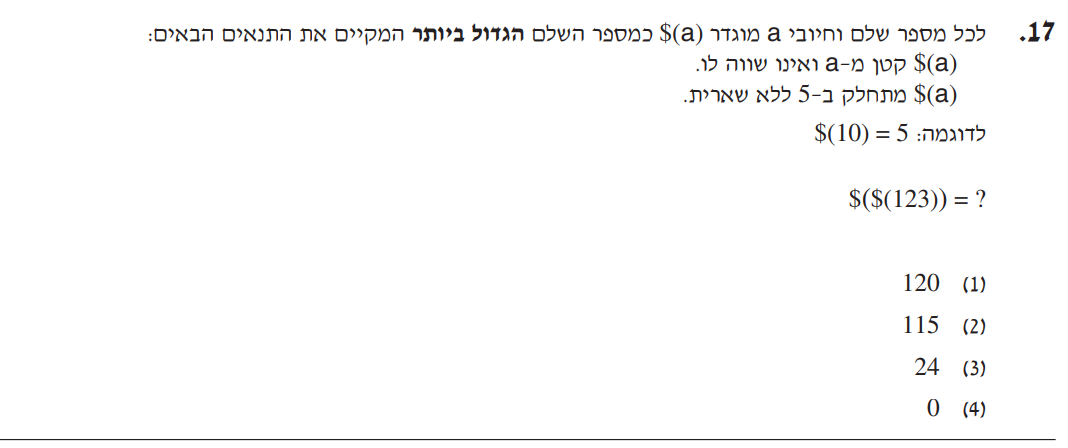 17. לכל מספר שלם וחיובי a מוגדר $(a) כמספר השלם הגדול ביותר המקיים את התנאים הבאים:
$(a) קטן מ-a ואינו שווה לו.
$(a) מתחלק ב-5 ללא שארית.
לדוגמה: $(10) = 5
$($(123)) = ?
(1) 120
(2) 115
(3) 24
(4) 0